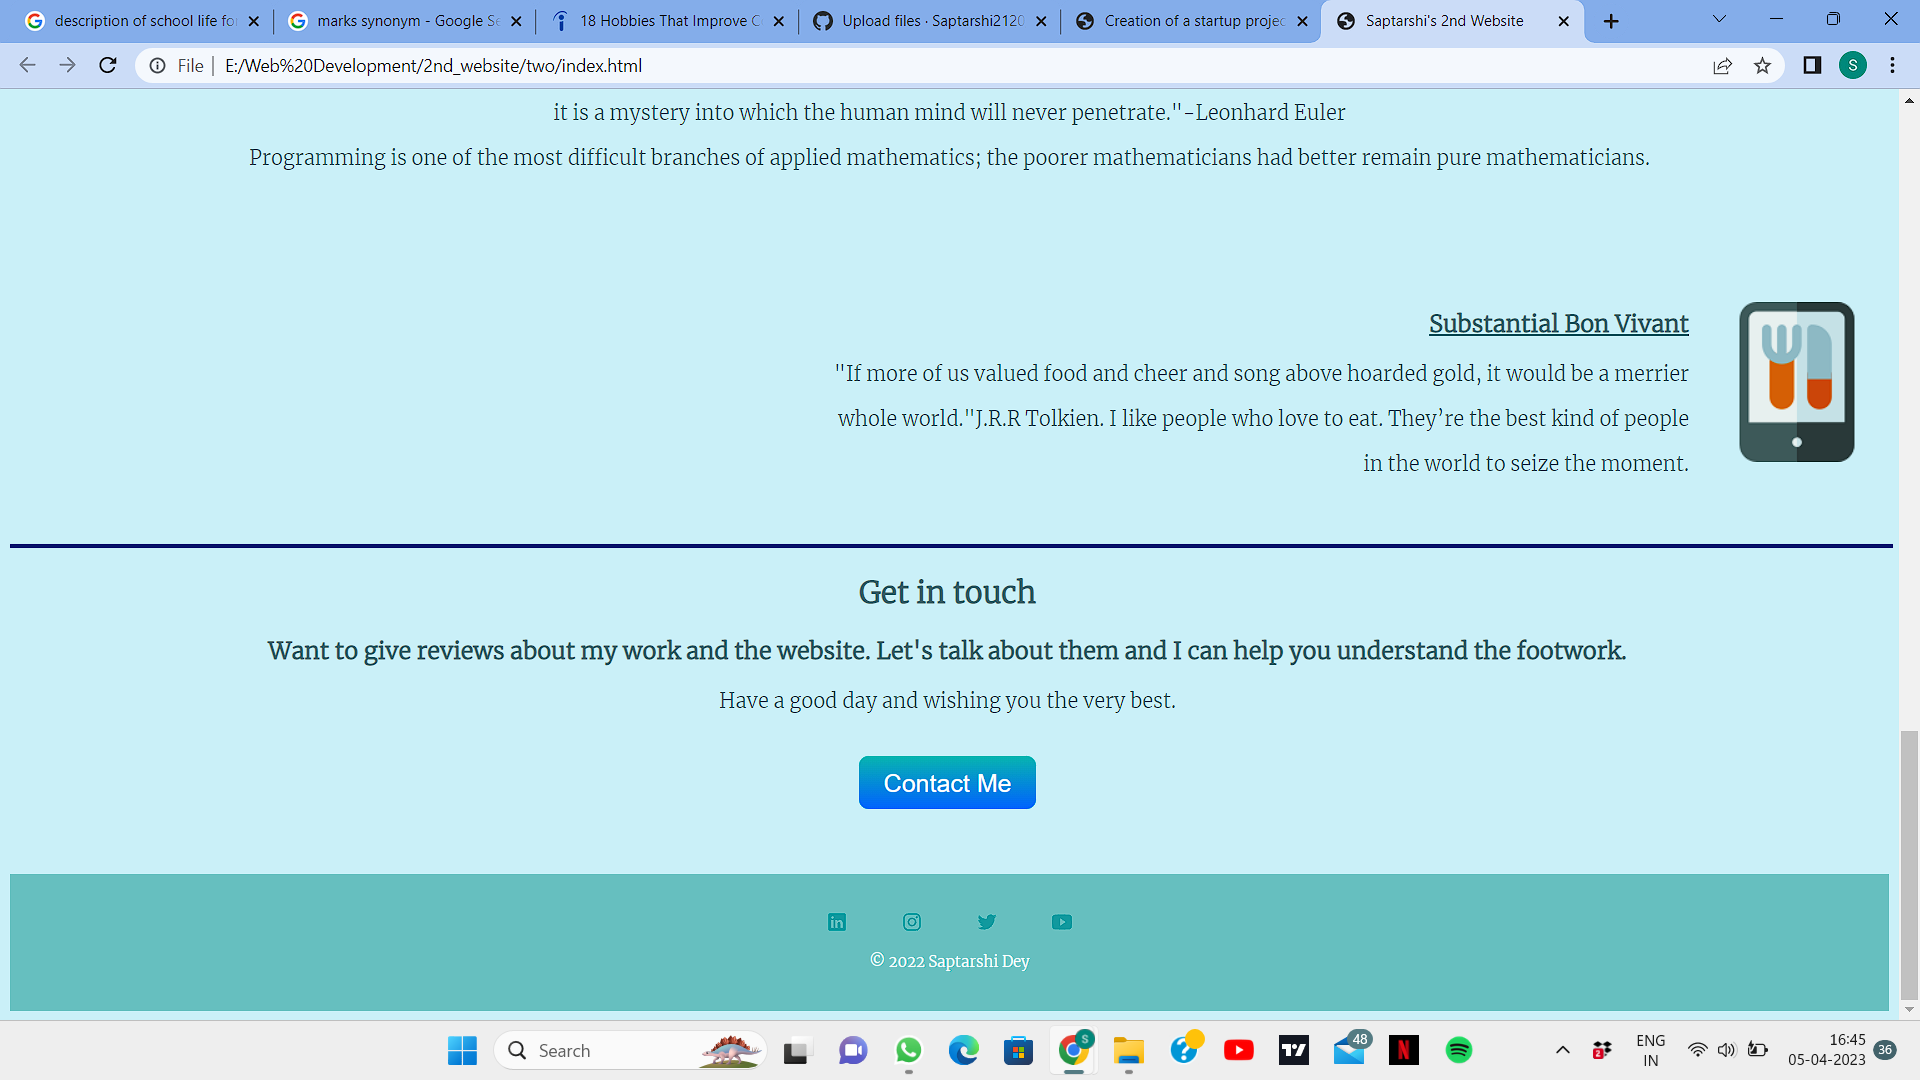 description of school life fo
marks synonym - Google Se
18 Hobbies That Improve C
Upload files · Saptarshi2120
Creation of a startup projec
Saptarshi's 2nd Website
File
E:/Web%20Development/2nd_website/two/index.html
S
it is a mystery into which the human mind will never penetrate."-Leonhard Euler
Programming is one of the most difficult branches of applied mathematics; the poorer mathematicians had better remain pure mathematicians.
Substantial Bon Vivant
"If more of us valued food and cheer and song above hoarded gold, it would be a merrier
whole world."J.R.R Tolkien. I like people who love to eat. They’re the best kind of people
in the world to seize the moment.
Get in touch
Want to give reviews about my work and the website. Let's talk about them and I can help you understand the footwork.
Have a good day and wishing you the very best.
Contact Me
© 2022 Saptarshi Dey
Search
S
48
2
ENG
IN
16:45
05-04-2023
36